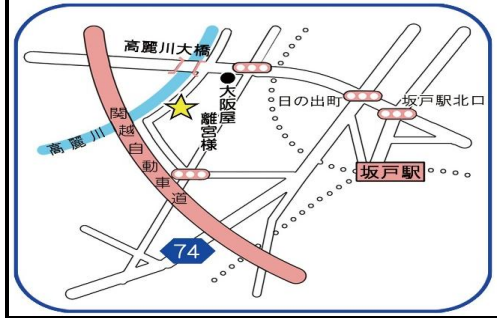 高麗川大橋
大阪屋
離宮様
日の出町
坂戸駅北口
高麗川
関越自動車道
坂戸駅
74